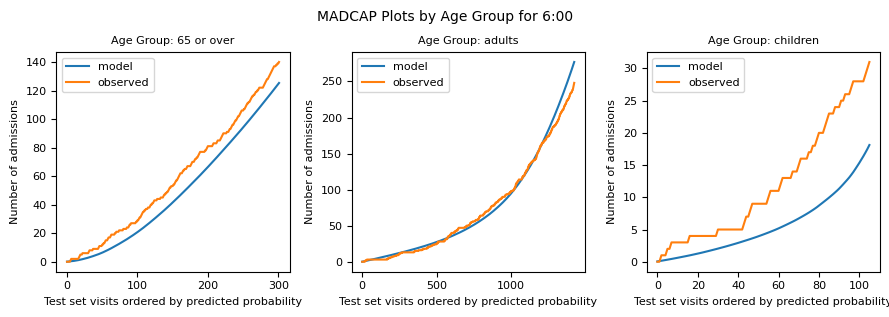 MADCAP Plots by Age Group for 6:00
Age Group: 65 or over
model
observed
Number of admissions
0
20
40
60
80
100
120
140
0
100
200
300
Test set visits ordered by predicted probability
Age Group: adults
model
observed
Number of admissions
0
50
100
150
200
250
0
500
1000
Test set visits ordered by predicted probability
Age Group: children
model
observed
Number of admissions
0
5
10
15
20
25
30
0
20
40
60
80
100
Test set visits ordered by predicted probability